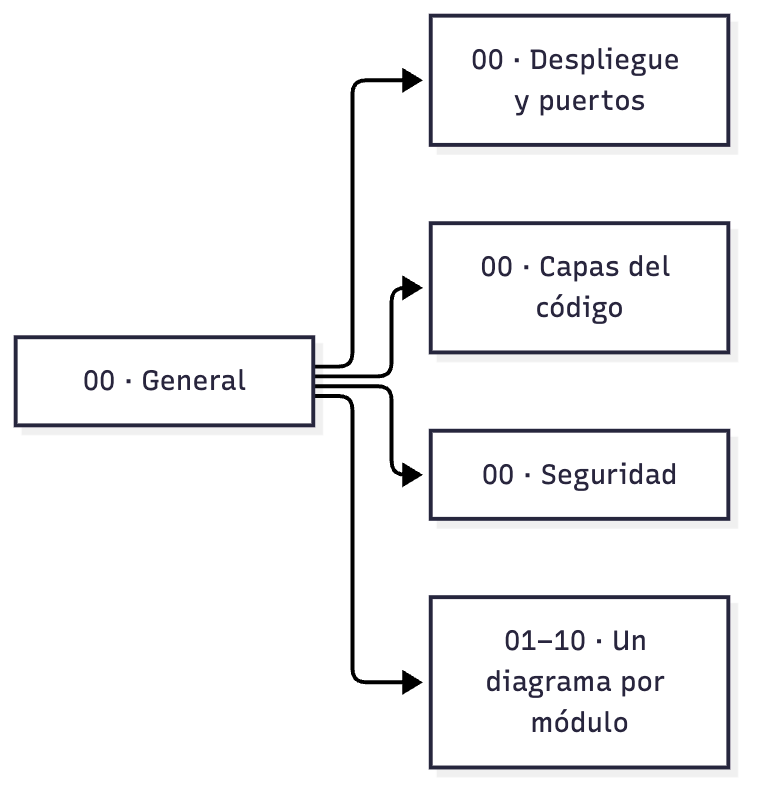 00 · Despliegue
y puertos
00 · Capas del
código
00 · General
00 · Seguridad
01–10 · Un
diagrama por
módulo